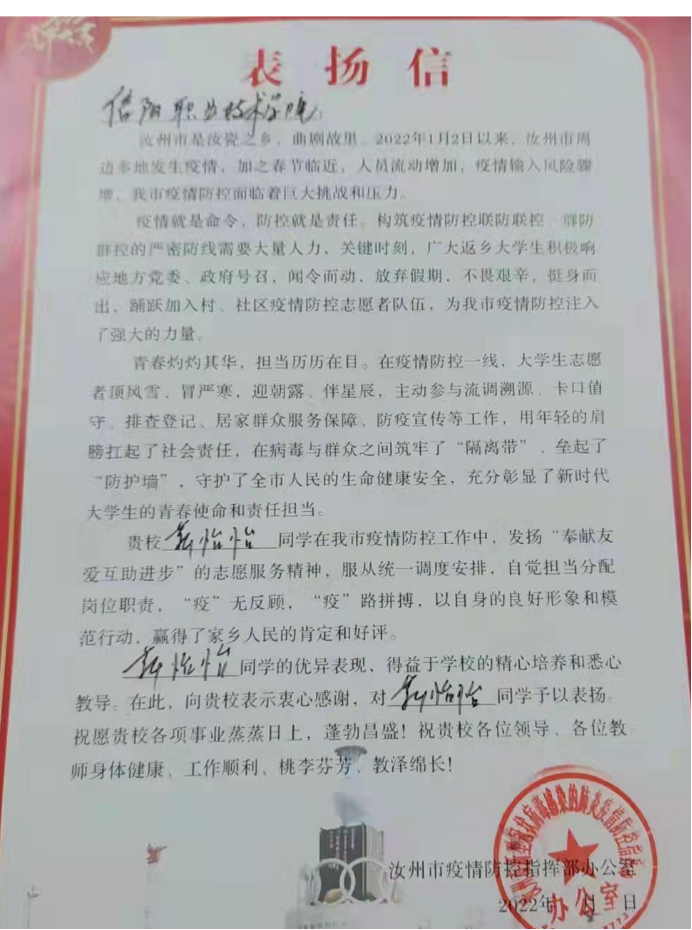 表扬信
信阳职业技术学院:
汝州市是汝瓷之乡、曲剧故里。2022年1月2日以来,汝州市周
边多地发生疫情、加之春节临近,人员流动增加,疫情输入风险骤
增,我市疫情防控面临着巨大挑战和压力。
疫情就是命令、防控就是责任。构筑疫情防控联防联控、群防
群控的严密防线需要大量人力,关键时刻,广大返乡大学生积极响
应地方党委、政府号召,闻令而动,放弃假期,不畏艰辛,挺身而
出,踊跃加入村、社区疫情防控志愿者队伍,为我市疫情防控注入
了强大的力量。
青春灼灼其华,担当历历在目。在疫情防控一线,大学生志愿
者顶风雪、冒严寒,迎朝露、伴星辰,主动参与流调溯源、卡口值
守、排查登记、居家群众服务保障、防疫宣传等工作,用年轻的肩
膀扛起了社会责任,在病毒与群众之间筑牢了“隔离带”、垒起了
“防护墙”,守护了全市人民的生命健康安全,充分彰显了新时代
大学生的青春使命和责任担当。
贵校 怡怡 同学在我市疫情防控工作中,发扬“奉献友
爱互助进步”的志愿服务精神,服从统一调度安排,自觉担当分配
岗位职责,“疫”无反顾,“疫”路拼搏,以自身的良好形象和模
范行动,赢得了家乡人民的肯定和好评。
怡怡 同学的优异表现,得益于学校的精心培养和悉心
教导。在此,向贵校表示衷心感谢,对 怡怡 同学予以表扬。
祝愿贵校各项事业蒸蒸日上,蓬勃昌盛!祝贵校各位领导、各位教
师身体健康、工作顺利、桃李芬芳、教泽绵长!
汝州市疫情防控指挥部办公室
2022年 月 日
办公室